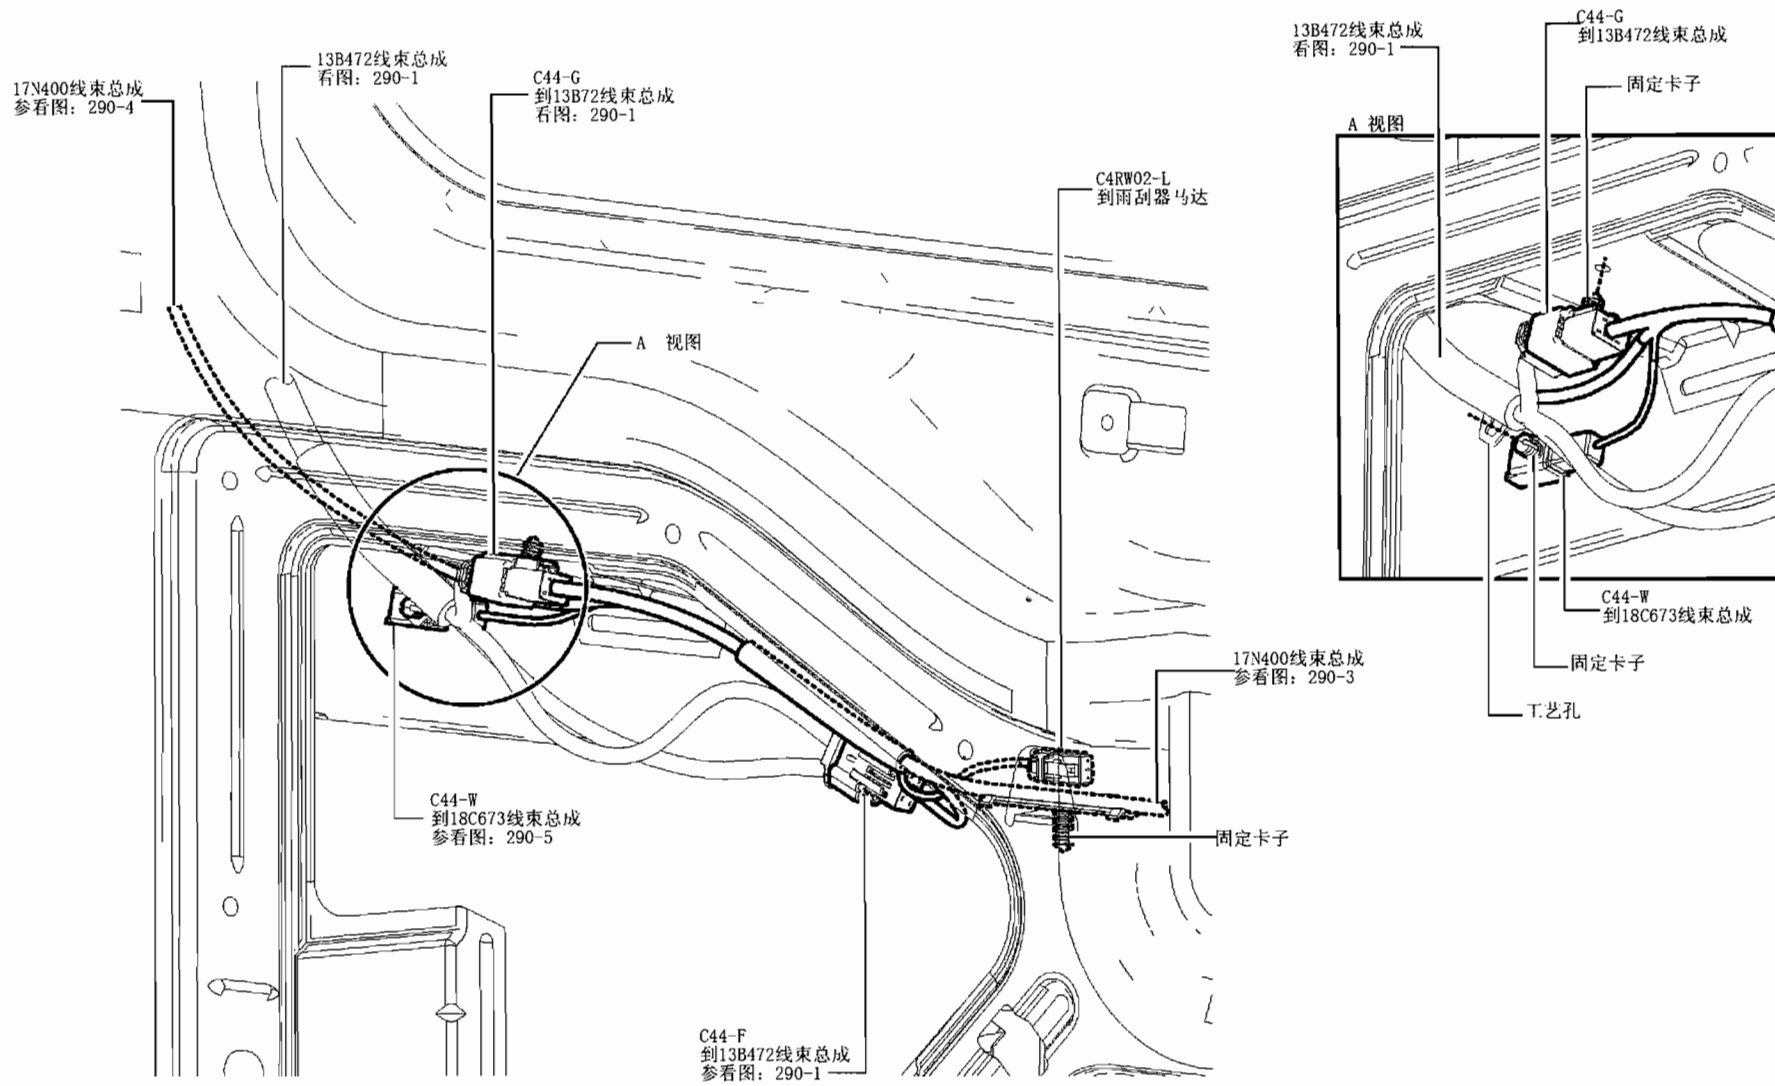 17N400线束总成
参看图: 290-4
13B472线束总成
看图: 290-1
C44-G
到13B72线束总成
看图: 290-1
A 视图
C4RW02-L
到雨刮器马达
17N400线束总成
参看图: 290-3
固定卡子
C44-W
到18C673线束总成
参看图: 290-5
C44-F
到13B472线束总成
参看图: 290-1
13B472线束总成
看图: 290-1
C44-G
到13B472线束总成
固定卡子
A 视图
C44-W
到18C673线束总成
固定卡子
工艺孔